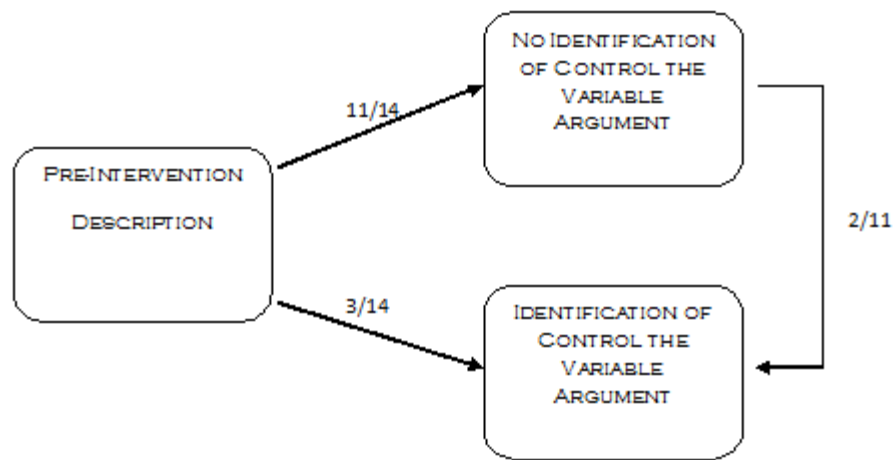 No Identification
of Control the
Variable
Argument
11/14
Pre-Intervention
Description
2/11
3/14
Identification of
Control the
Variable
Argument